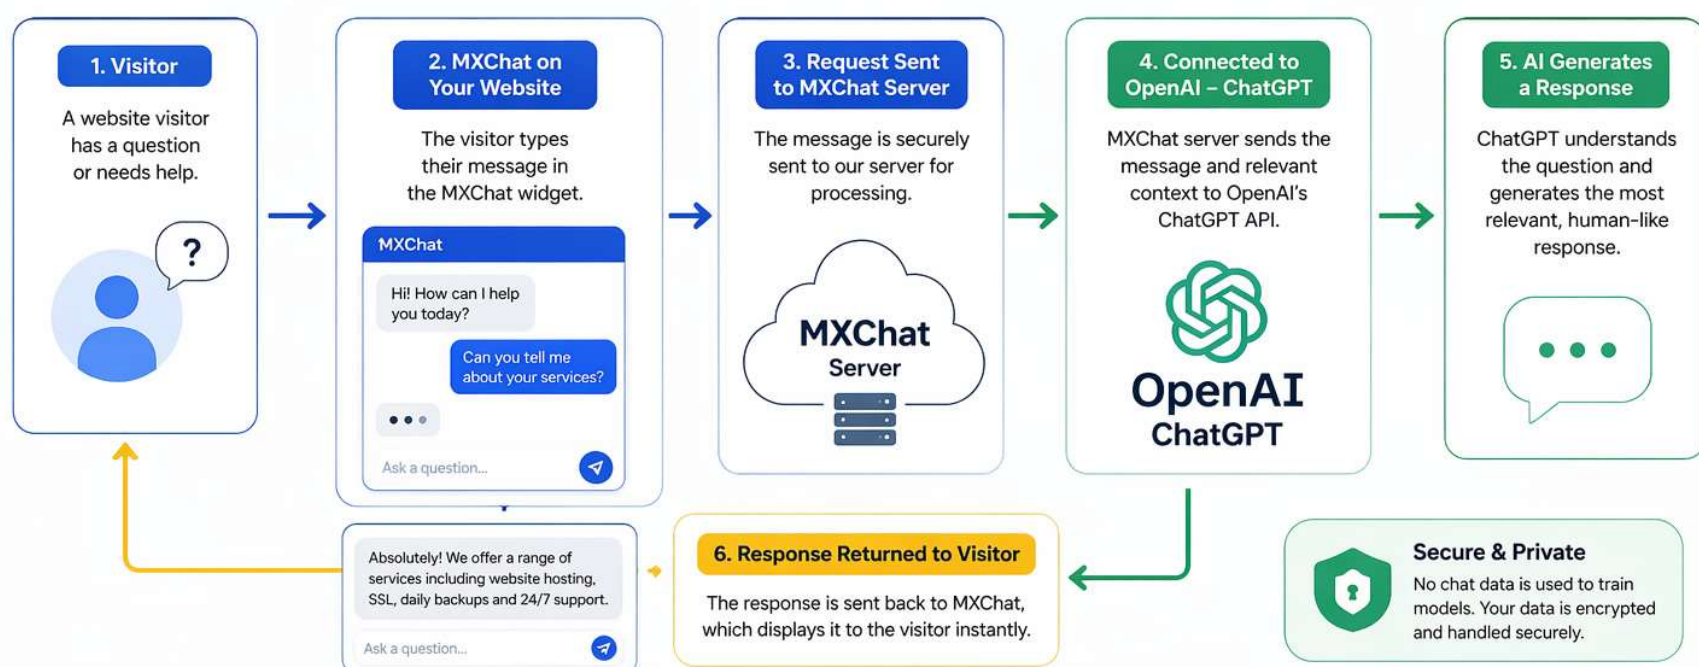 1. Visitor
A website visitor
has a question
or needs help.
?
2. MXChat on
Your Website
The visitor types
their message in
the MXChat widget.
MXChat
Hi! How can I help
you today?
Can you tell me
about your services?
Ask a question...
3. Request Sent
to MXChat Server
The message is securely
sent to our server for
processing.
MXChat
Server
4. Connected to
OpenAI – ChatGPT
MXChat server sends the
message and relevant
context to OpenAI's
ChatGPT API.
OpenAI
ChatGPT
5. AI Generates
a Response
ChatGPT understands
the question and
generates the most
relevant, human-like
response.
Absolutely! We offer a range of
services including website hosting,
SSL, daily backups and 24/7 support.
Ask a question...
6. Response Returned to Visitor
The response is sent back to MXChat,
which displays it to the visitor instantly.
Secure & Private
No chat data is used to train
models. Your data is encrypted
and handled securely.